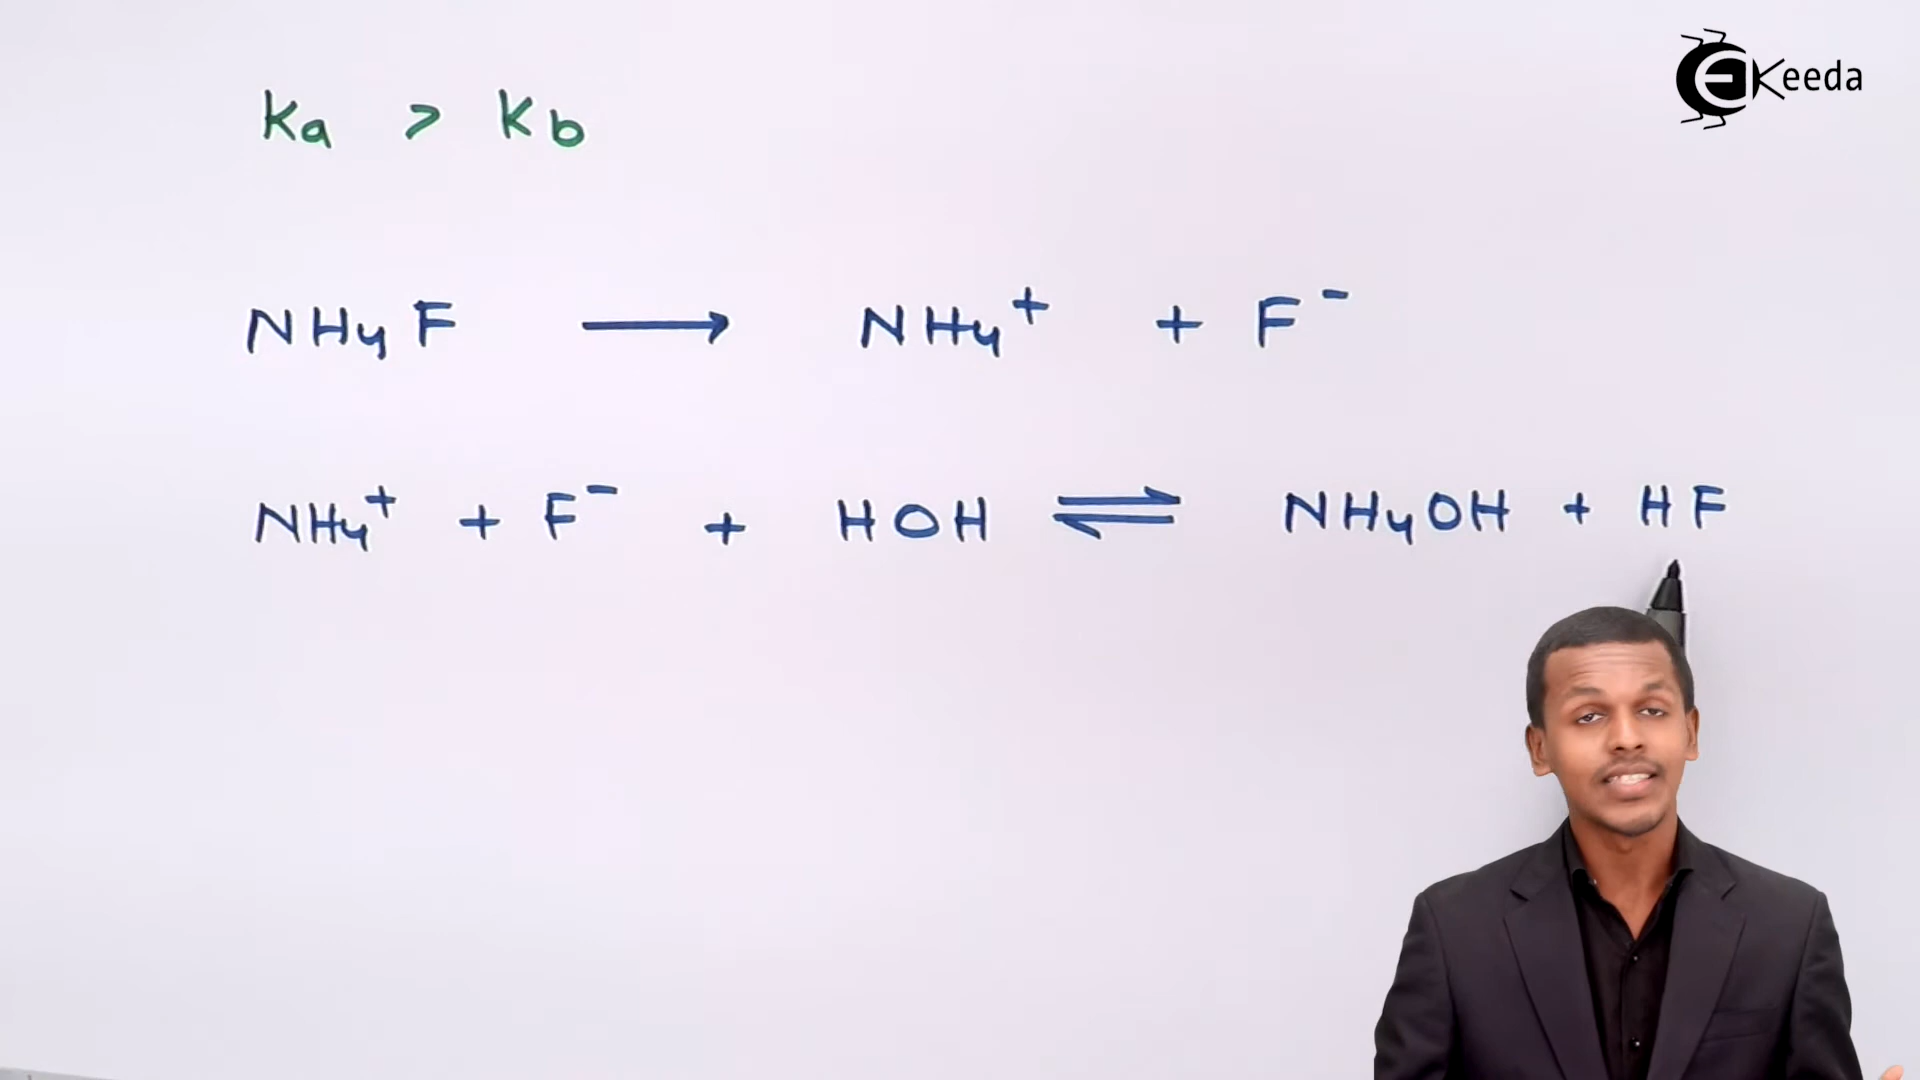 EKeeda
Ka > Kb
NH4F ⟶ NH4⁺ + F⁻
NH4⁺ + F⁻ + HOH ⇌ NH4OH + HF